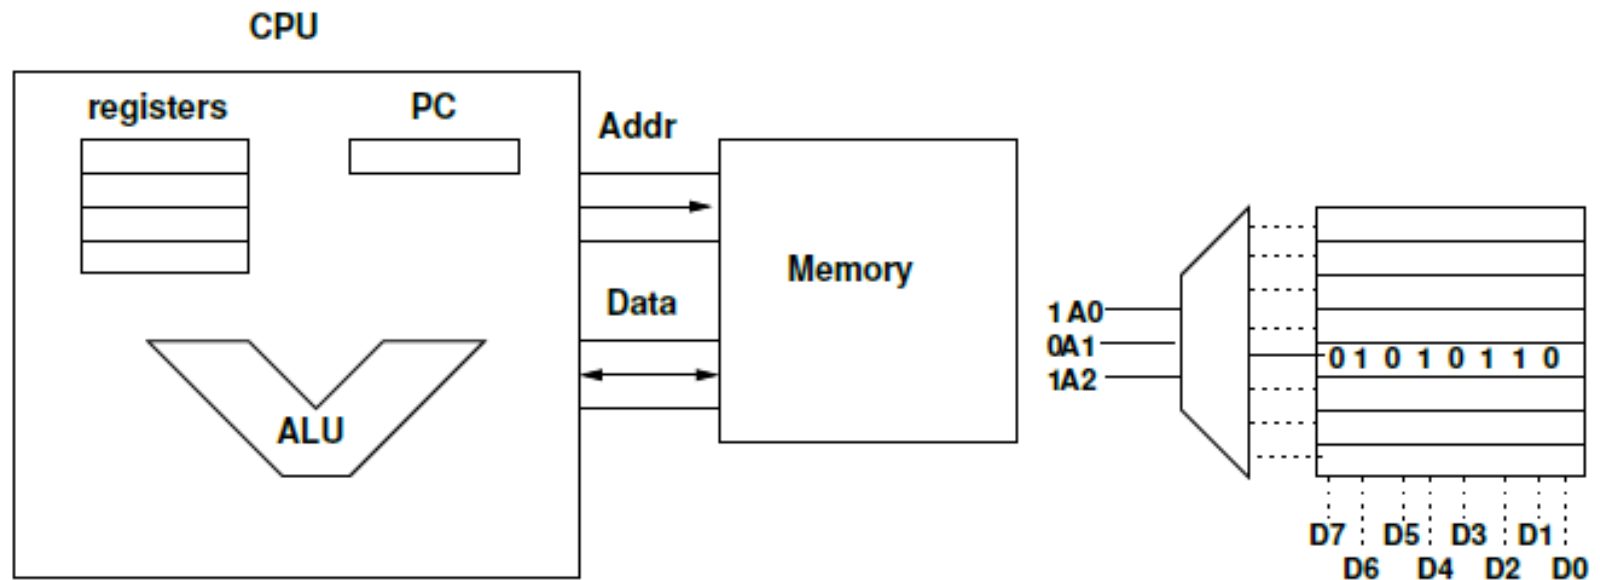 CPU
registers
PC
ALU
Addr
Data
Memory
1 A0
0A1
1A2
0 1 0 1 0 1 1 0
D7 D5 D3 D1
D6 D4 D2 D0